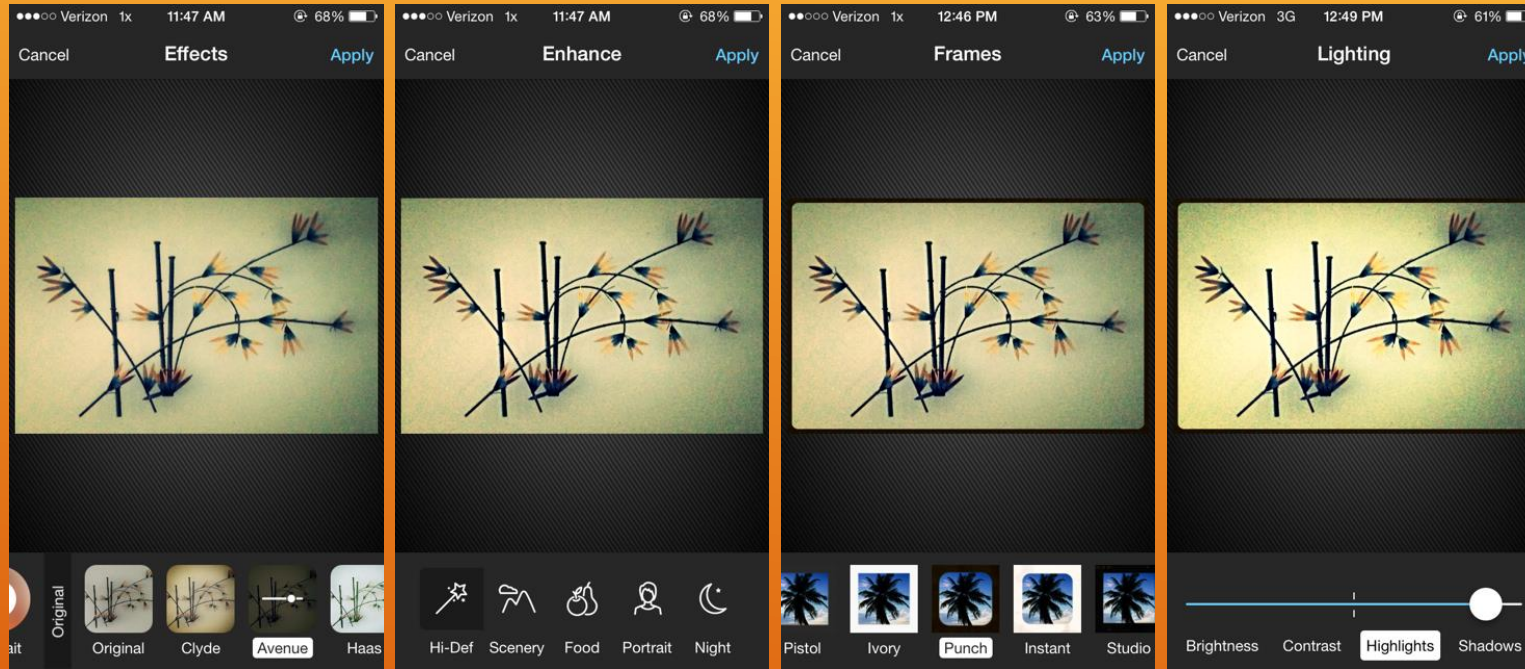 Verizon 1x 11:47 AM 68%
Cancel Effects Apply
Original
ait Original Clyde Avenue Haas
Verizon 1x 11:47 AM 68%
Cancel Enhance Apply
Hi-Def Scenery Food Portrait Night
Verizon 1x 12:46 PM 63%
Cancel Frames Apply
Pistol Ivory Punch Instant Studio
Verizon 3G 12:49 PM 61%
Cancel Lighting Apply
Brightness Contrast Highlights Shadows